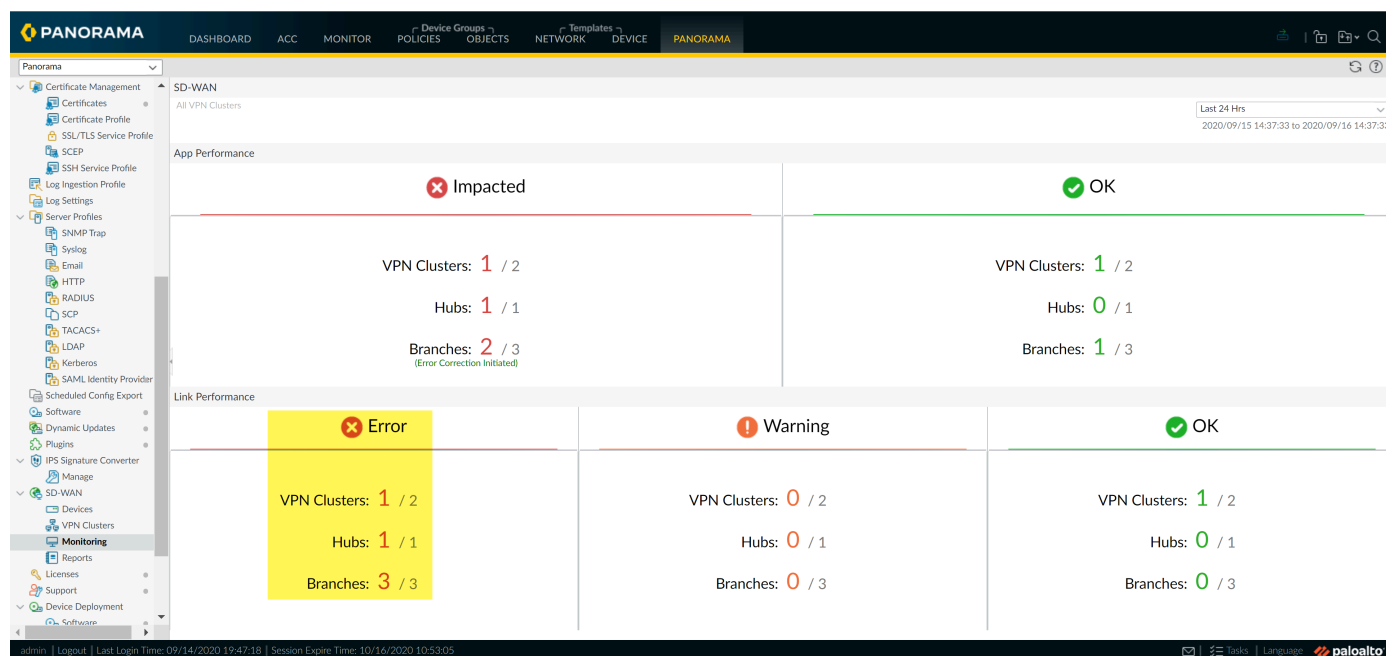 PANORAMA
DASHBOARD ACC MONITOR Device Groups POLICIES OBJECTS Templates NETWORK DEVICE PANORAMA
Panorama
Certificate Management
Certificates
Certificate Profile
SSL/TLS Service Profile
SCEP
SSH Service Profile
Log Ingestion Profile
Log Settings
Server Profiles
SNMP Trap
Syslog
Email
HTTP
RADIUS
SCP
TACACS+
LDAP
Kerberos
SAML Identity Provider
Scheduled Config Export
Software
Dynamic Updates
Plugins
IPS Signature Converter
Manage
SD-WAN
Devices
VPN Clusters
Monitoring
Reports
Licenses
Support
Device Deployment
Software
SD-WAN
All VPN Clusters
Last 24 Hrs
2020/09/15 14:37:33 to 2020/09/16 14:37:33
App Performance
Impacted
VPN Clusters: 1 / 2
Hubs: 1 / 1
Branches: 2 / 3
(Error Correction Initiated)
OK
VPN Clusters: 1 / 2
Hubs: 0 / 1
Branches: 1 / 3
Link Performance
Error
VPN Clusters: 1 / 2
Hubs: 1 / 1
Branches: 3 / 3
Warning
VPN Clusters: 0 / 2
Hubs: 0 / 1
Branches: 0 / 3
OK
VPN Clusters: 1 / 2
Hubs: 0 / 1
Branches: 0 / 3
admin | Logout | Last Login Time: 09/14/2020 19:47:18 | Session Expire Time: 10/16/2020 10:53:05
Tasks | Language paloalto